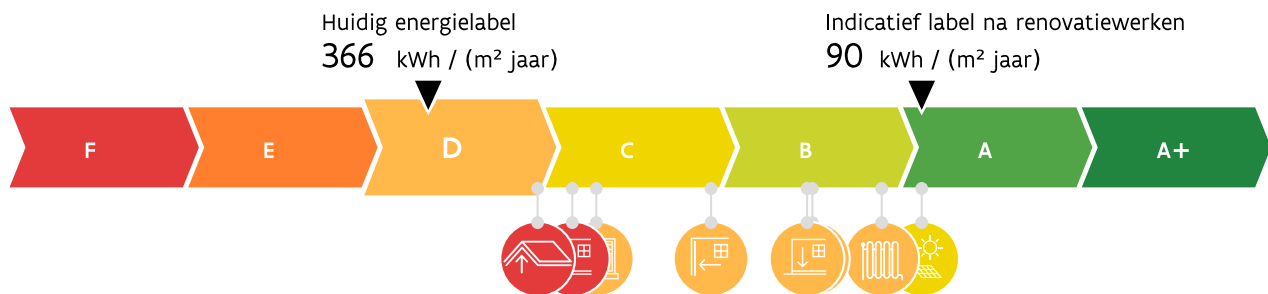 Huidig energielabel
366 kWh / (m² jaar)
Indicatief label na renovatiewerken
90 kWh / (m² jaar)
F E D C B A A+